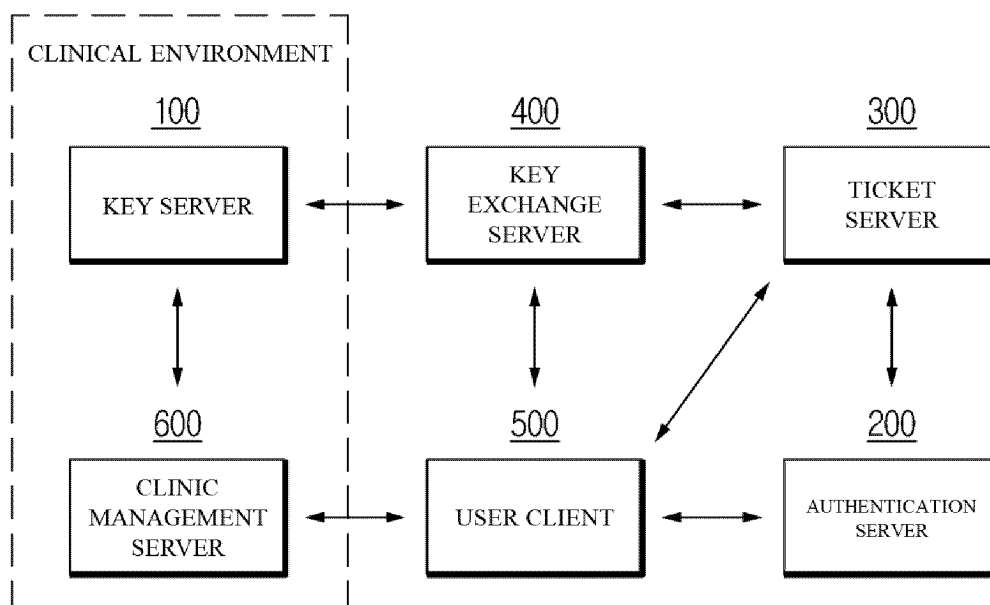 CLINICAL ENVIRONMENT
100
KEY SERVER
400
KEY
EXCHANGE
SERVER
300
TICKET
SERVER
600
CLINIC
MANAGEMENT
SERVER
500
USER CLIENT
200
AUTHENTICATION
SERVER